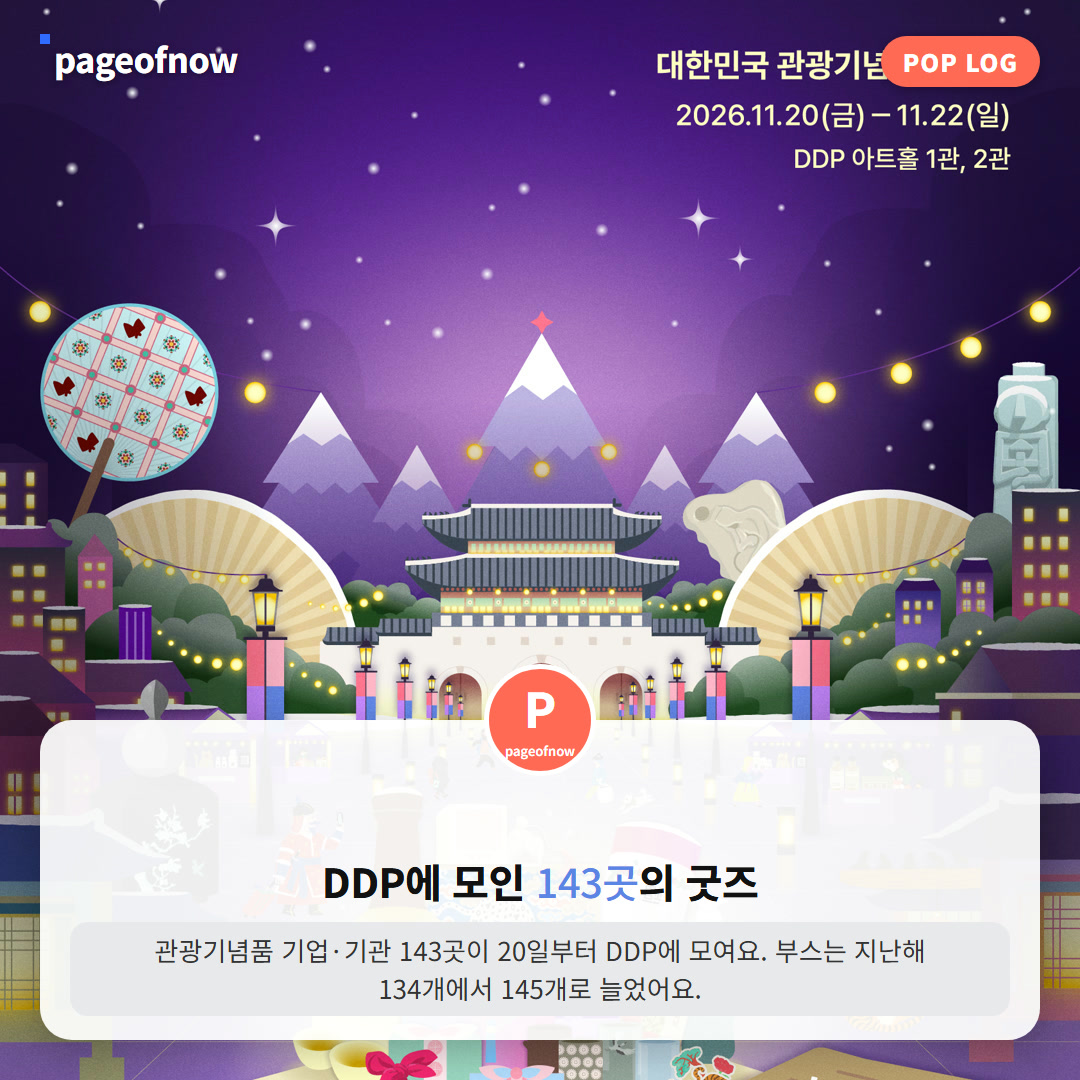 pageofnow
대한민국 관광기념
POP LOG
2026.11.20(금) – 11.22(일)
DDP 아트홀 1관, 2관
P
pageofnow
DDP에 모인 143곳의 굿즈
관광기념품 기업·기관 143곳이 20일부터 DDP에 모여요. 부스는 지난해
134개에서 145개로 늘었어요.